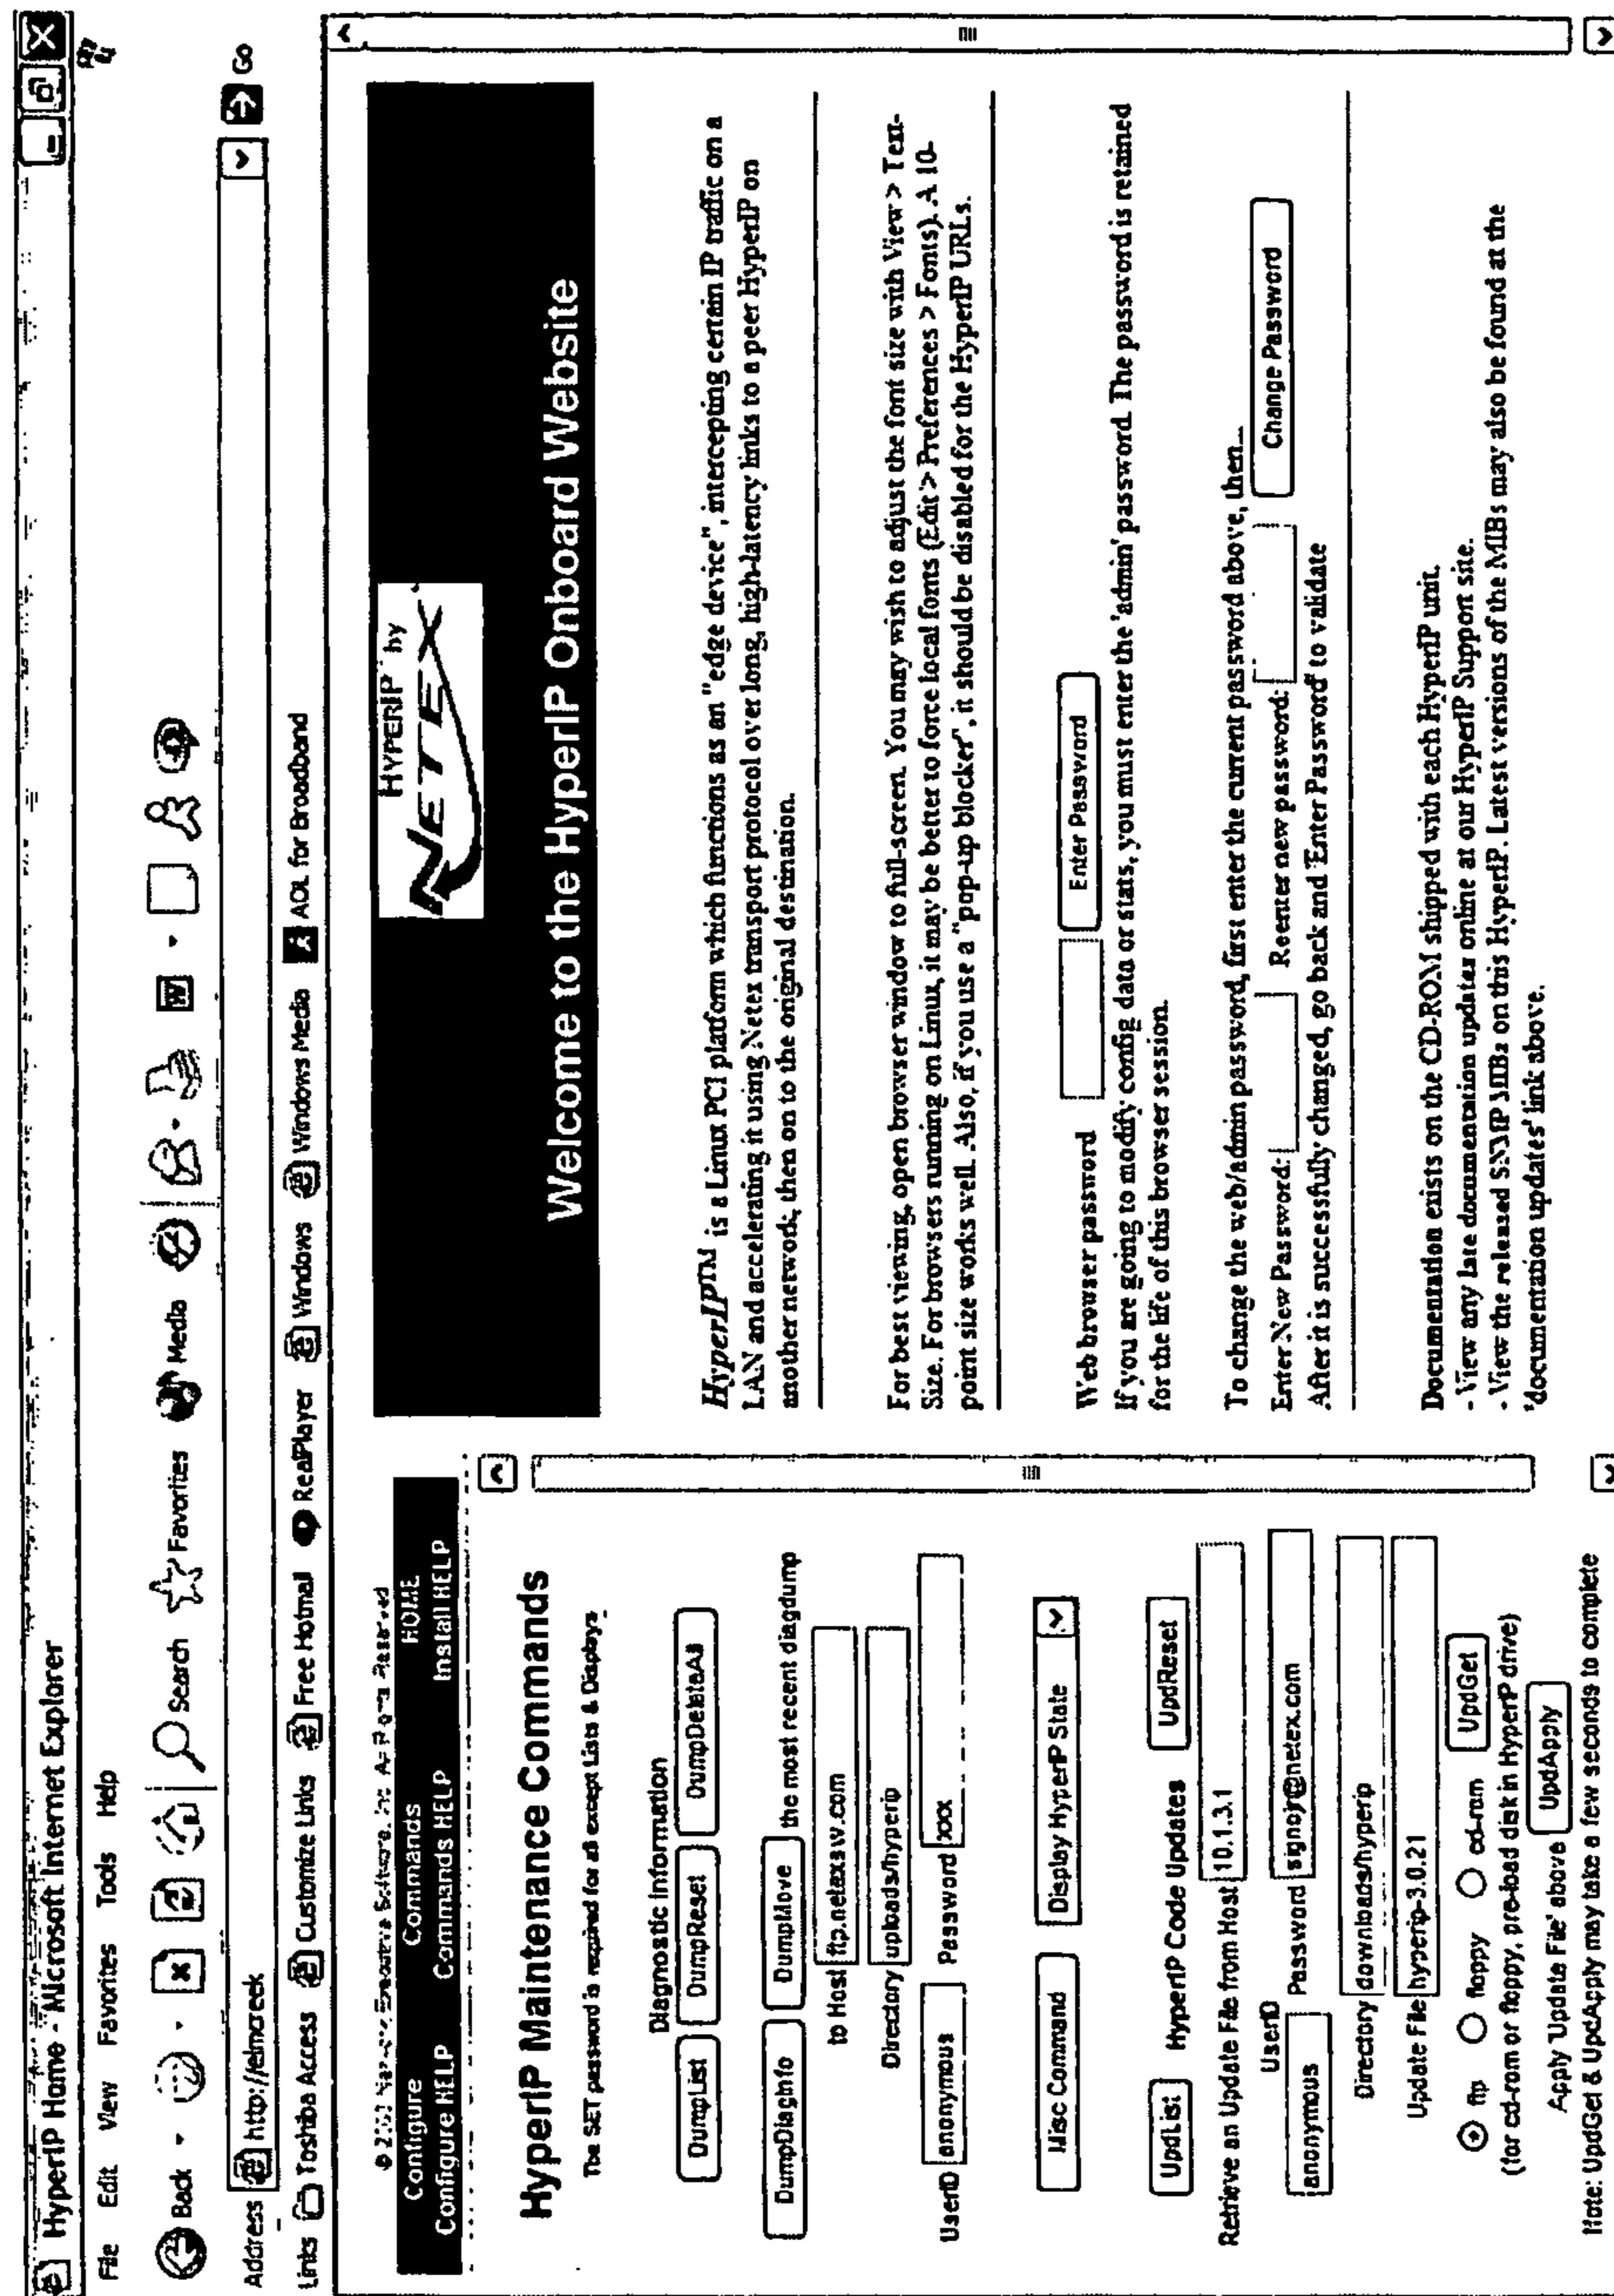 HyperIP Home - Microsoft Internet Explorer
File Edit View Favorites Tools Help
Back Search Favorites Media
Address http://elmcreek Go
Links Toshiba Access Customize Links Free Hotmail RealPlayer Windows Windows Media AOL for Broadband
Configure Commands HOME
Configure HELP Commands HELP Install HELP
HyperIP Maintenance Commands
The SET password is required for all except Lists & Displays
Diagnostic Information
DumpList DumpReset DumpDeleteAll
DumpDiagInfo DumpMove the most recent diagdump
to Host ftp.netexsw.com
Directory uploads/hyperip
UserID anonymous Password xxx
Misc Command Display HyperIP State
UpdList HyperIP Code Updates UpdReset
Retrieve an Update File from Host 10.1.3.1
UserID
anonymous Password signojr@netex.com
Directory downloads/hyperip
Update File hyperip-3.0.21
ftp floppy cd-rom UpdGet
(for cd-rom or floppy, pre-load disk in HyperIP drive)
Apply 'Update File' above UpdApply
Note: UpdGet & UpdApply may take a few seconds to complete
HYPERIP by
NETEX
Welcome to the HyperIP Onboard Website
HyperIP™ is a Linux PCI platform which functions as an "edge device", intercepting certain IP traffic on a
LAN and accelerating it using Netex transport protocol over long, high-latency links to a peer HyperIP on
another network, then on to the original destination.
For best viewing, open browser window to full-screen. You may wish to adjust the font size with View > Text-
Size. For browsers running on Linux, it may be better to force local fonts (Edit > Preferences > Fonts). A 10-
point size works well. Also, if you use a "pop-up blocker", it should be disabled for the HyperIP URLs.
Web browser password Enter Password
If you are going to modify config data or stats, you must enter the 'admin' password. The password is retained
for the life of this browser session.
To change the web/admin password, first enter the current password above, then...
Enter New Password: Reenter new password: Change Password
After it is successfully changed, go back and 'Enter Password' to validate
Documentation exists on the CD-ROM shipped with each HyperIP unit.
- View any late documentation updates online at our HyperIP Support site.
- View the released SNMP MIBs on this HyperIP. Latest versions of the MIBs may also be found at the
'documentation updates' link above.